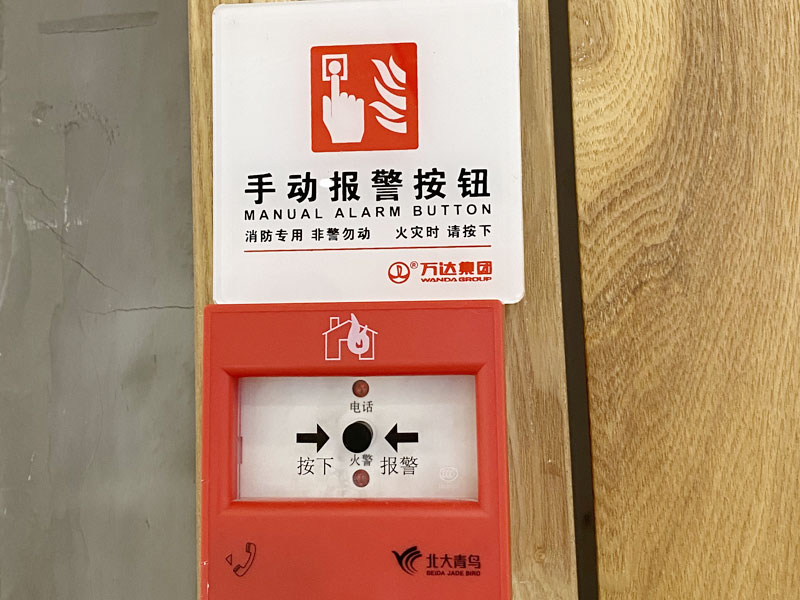 手动报警按钮
MANUAL ALARM BUTTON
消防专用 非警勿动 火灾时 请按下
®万达集团
WANDA GROUP
电话
按下 火警 报警
北大青鸟
BEIDA JADE BIRD